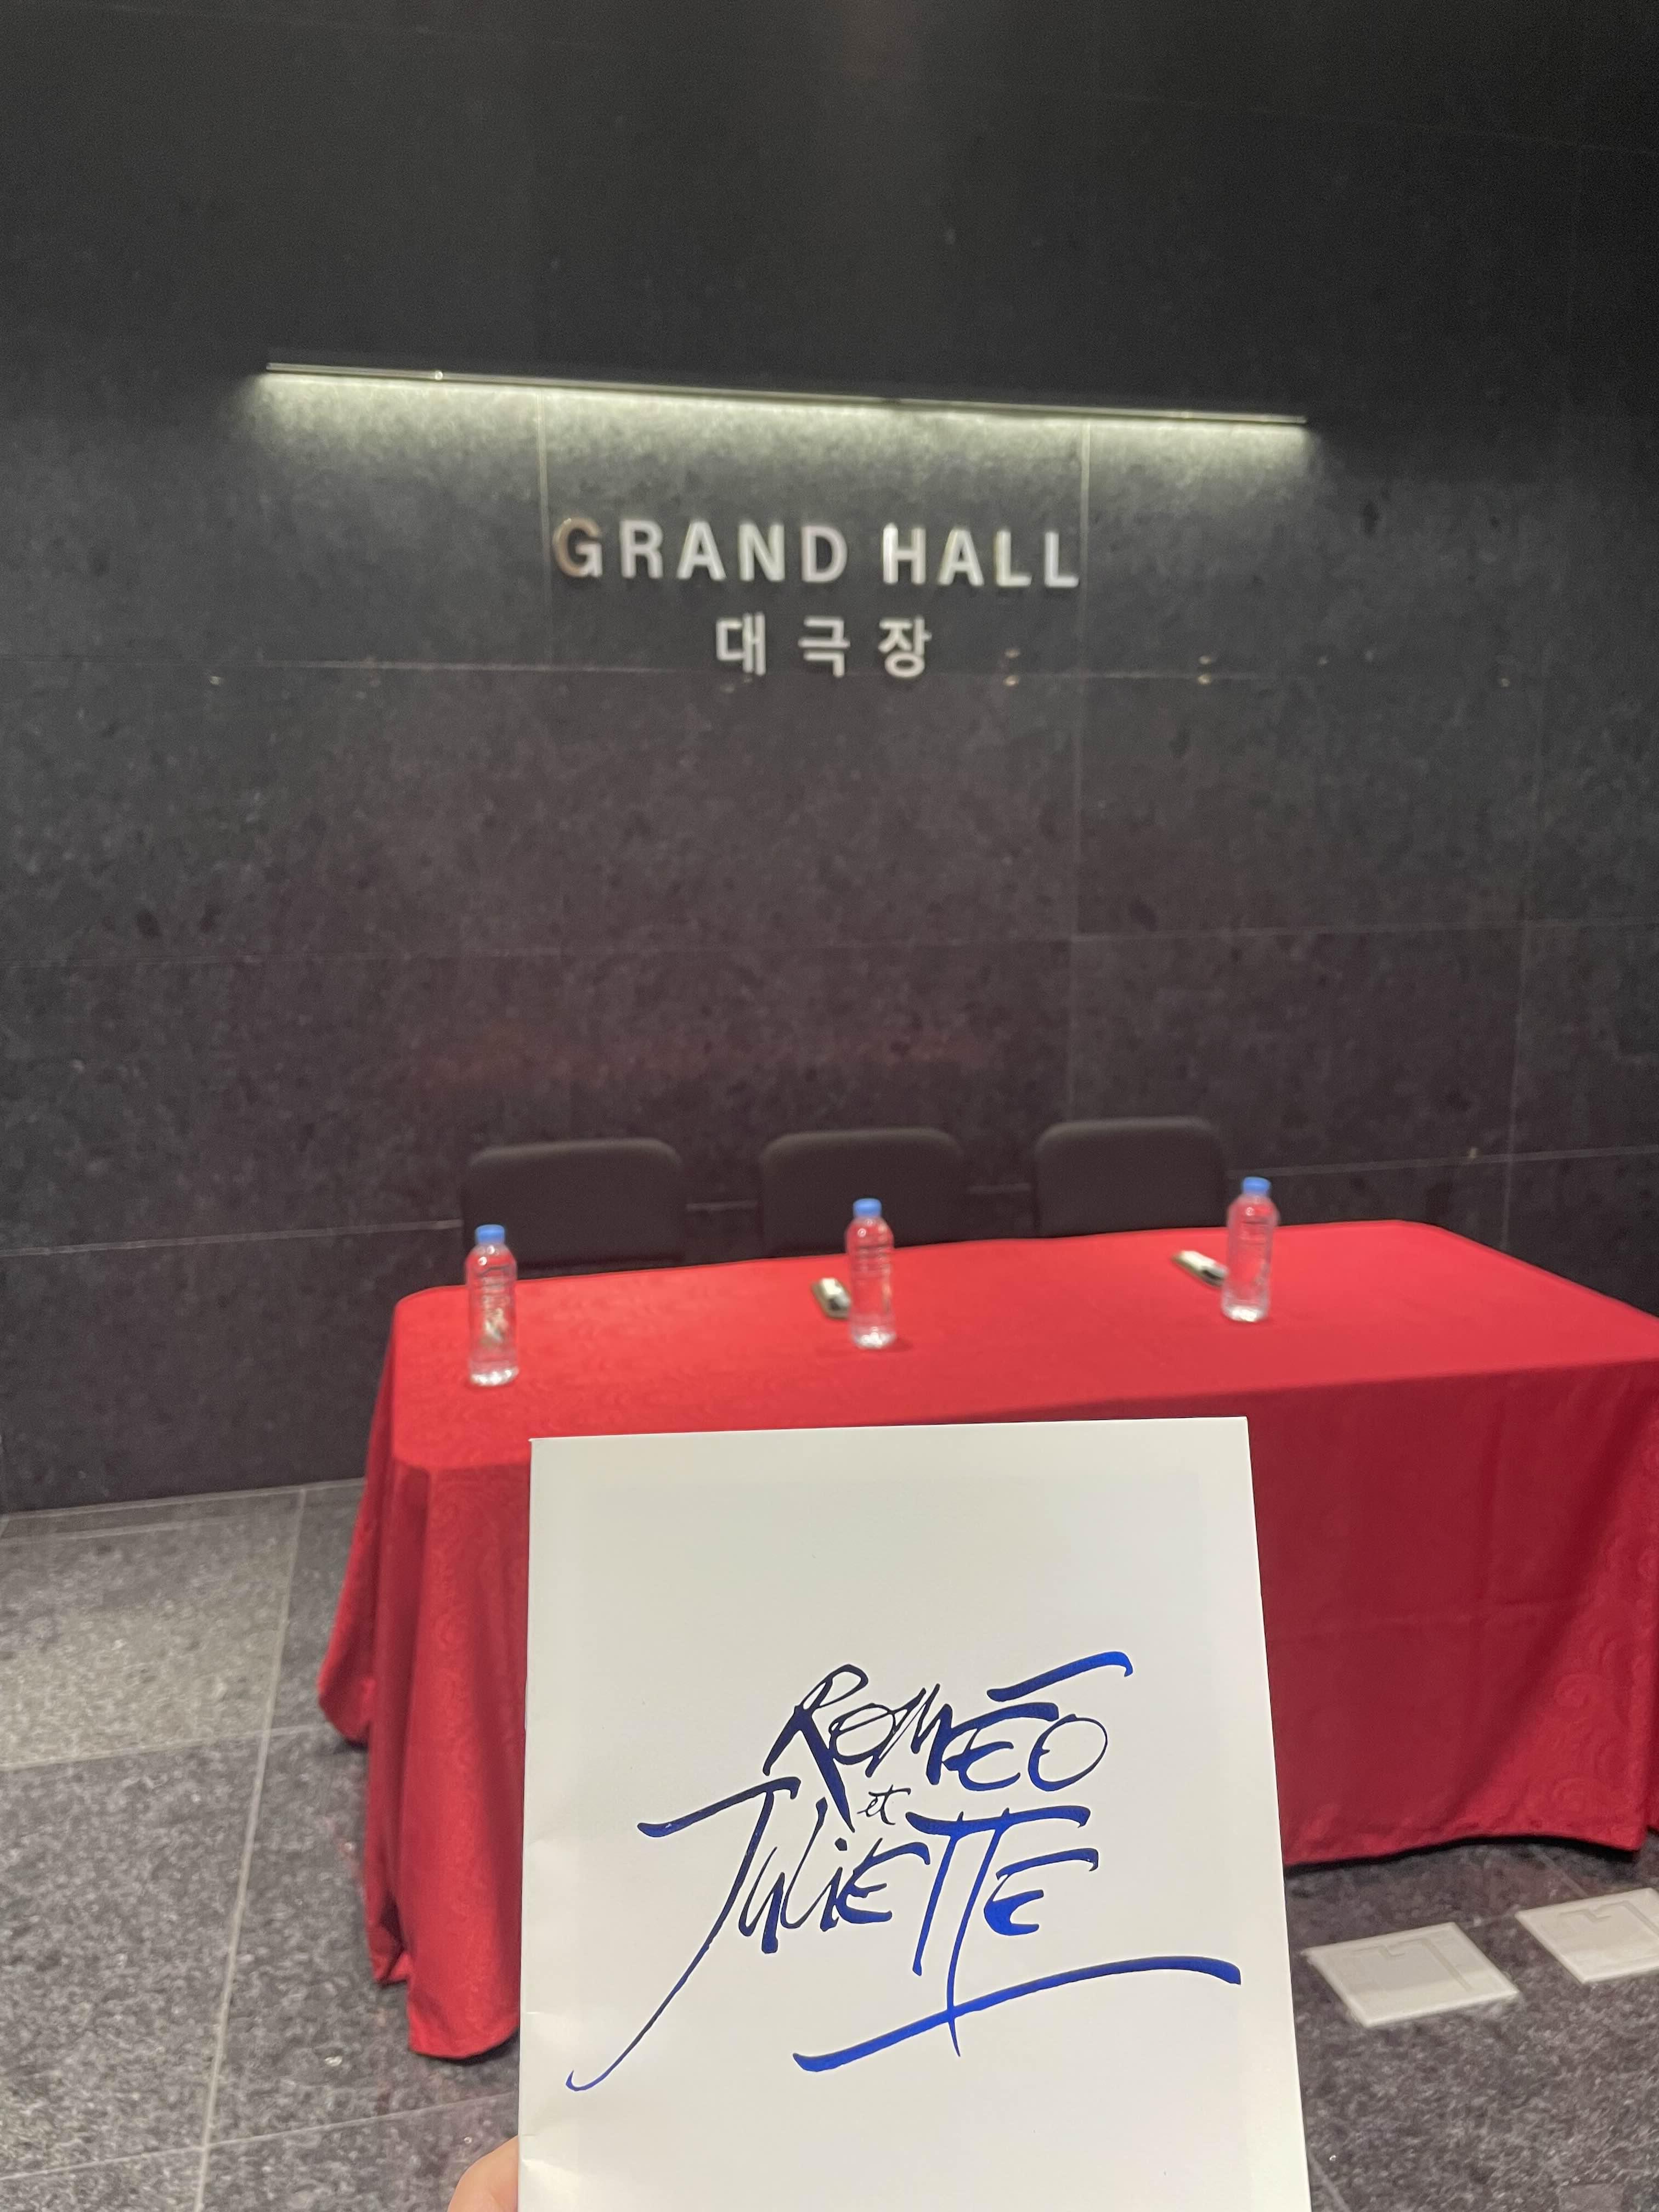 GRAND HALL
대극장
ROMÉO
et
JULIETTE